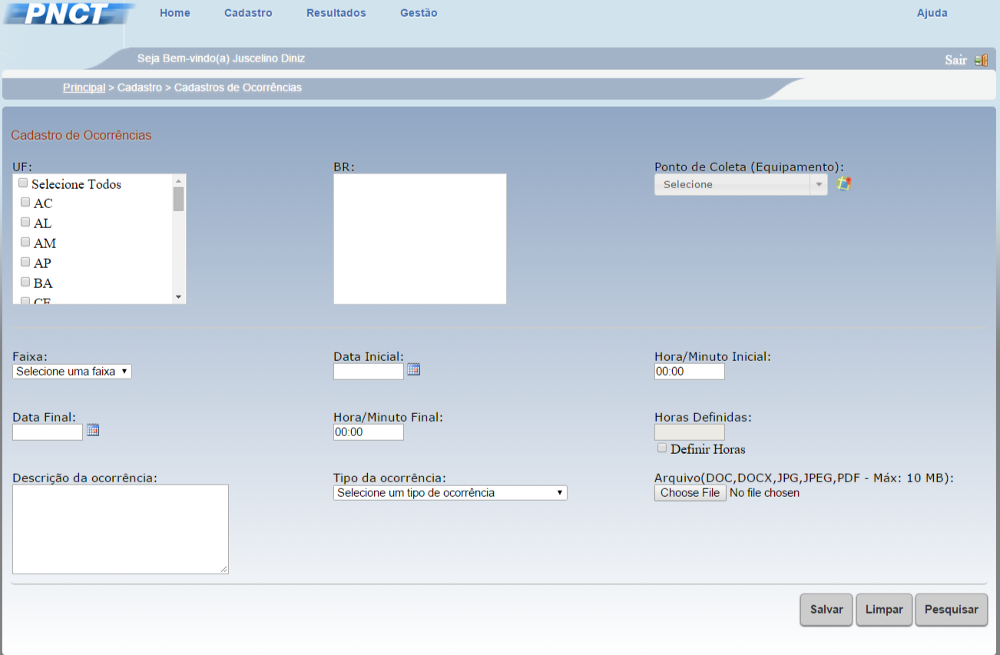 PNCT
Home Cadastro Resultados Gestão Ajuda
Seja Bem-vindo(a) Juscelino Diniz
Sair
Principal > Cadastro > Cadastros de Ocorrências
Cadastro de Ocorrências
UF: BR: Ponto de Coleta (Equipamento):
Selecione Todos
Selecione
AC
AL
AM
AP
BA
CE
Faixa: Data Inicial: Hora/Minuto Inicial:
Selecione uma faixa 00:00
Data Final: Hora/Minuto Final: Horas Definidas:
00:00
Definir Horas
Descrição da ocorrência: Tipo da ocorrência: Arquivo(DOC,DOCX,JPG,JPEG,PDF - Máx: 10 MB):
Selecione um tipo de ocorrência Choose File No file chosen
Salvar Limpar Pesquisar